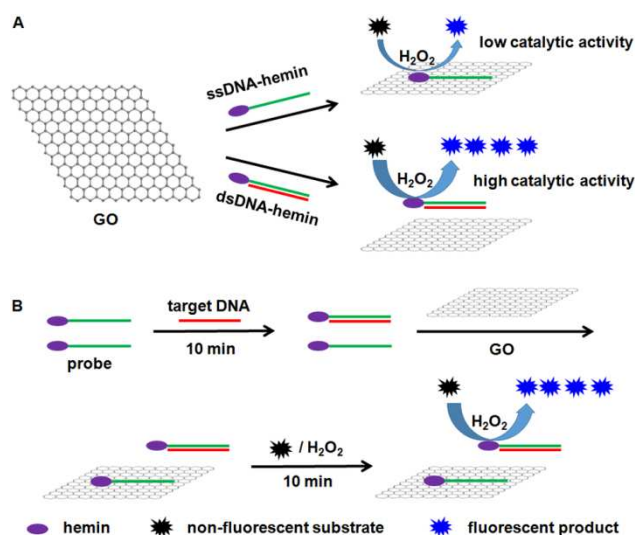 A
ssDNA-hemin
H₂O₂
low catalytic activity
GO
dsDNA-hemin
H₂O₂
high catalytic activity
B
probe
target DNA
10 min
GO
/ H₂O₂
10 min
H₂O₂
hemin
non-fluorescent substrate
fluorescent product